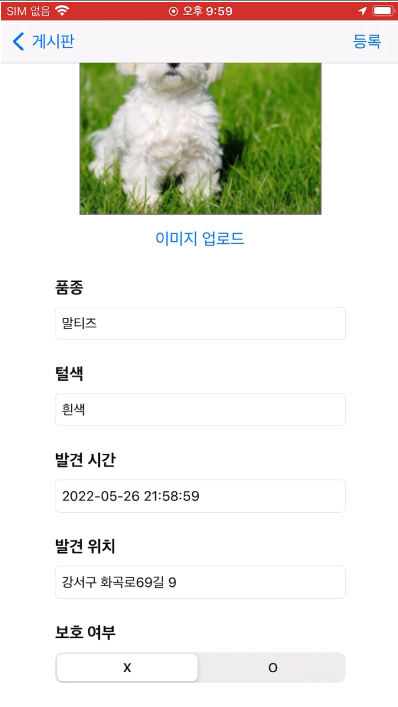 SIM 없음 오후 9:59
게시판 등록
이미지 업로드
품종
말티즈
털색
흰색
발견 시간
2022-05-26 21:58:59
발견 위치
강서구 화곡로69길 9
보호 여부
X O